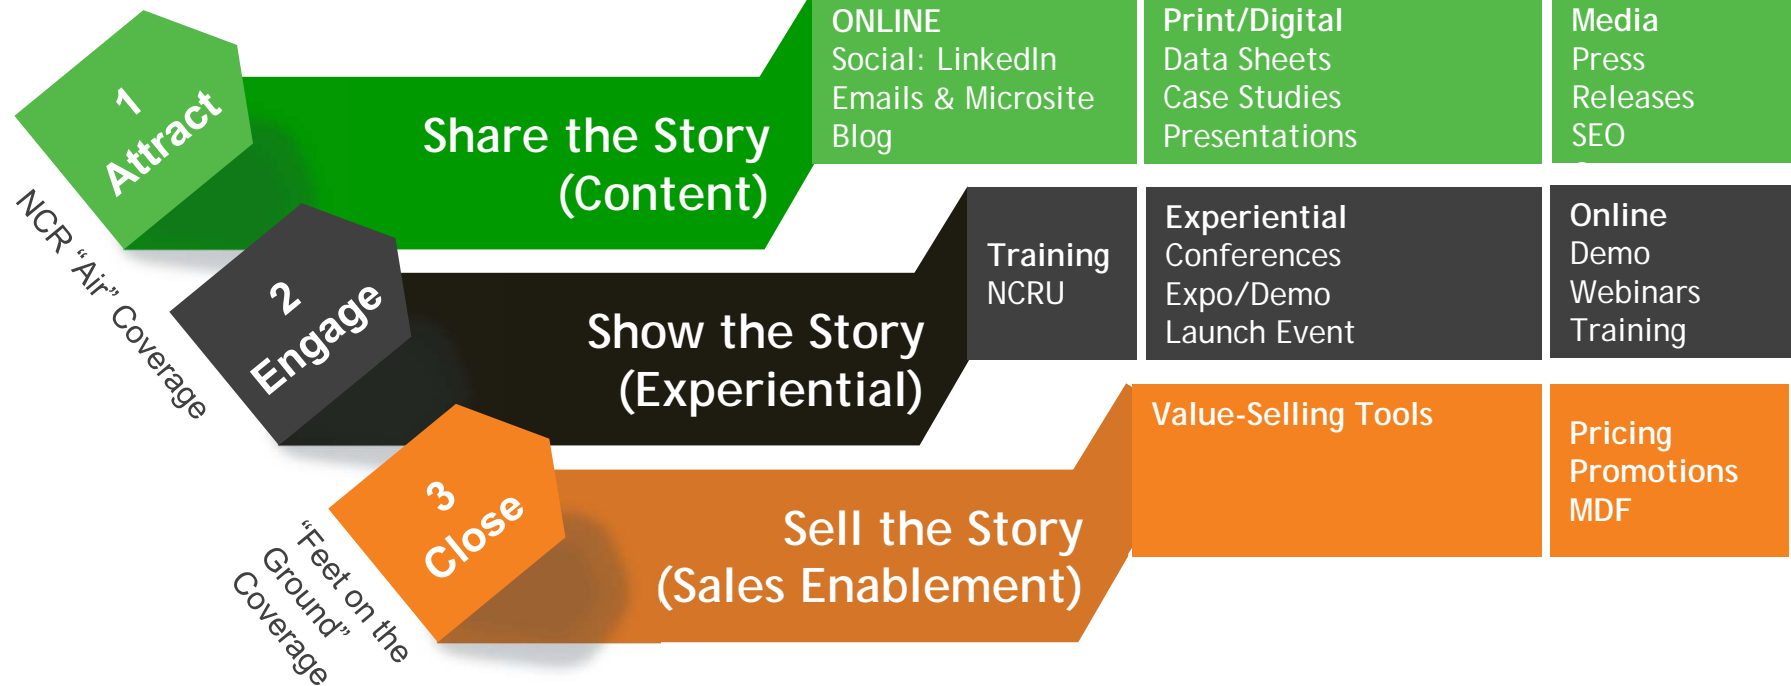 1
Attract
NCR “Air” Coverage
Share the Story
(Content)
ONLINE
Social: LinkedIn
Emails & Microsite
Blog
Print/Digital
Data Sheets
Case Studies
Presentations
Media
Press
Releases
SEO
2
Engage
Show the Story
(Experiential)
Training
NCRU
Experiential
Conferences
Expo/Demo
Launch Event
Online
Demo
Webinars
Training
3
Close
“Feet on the
Ground”
Coverage
Sell the Story
(Sales Enablement)
Value-Selling Tools
Pricing
Promotions
MDF